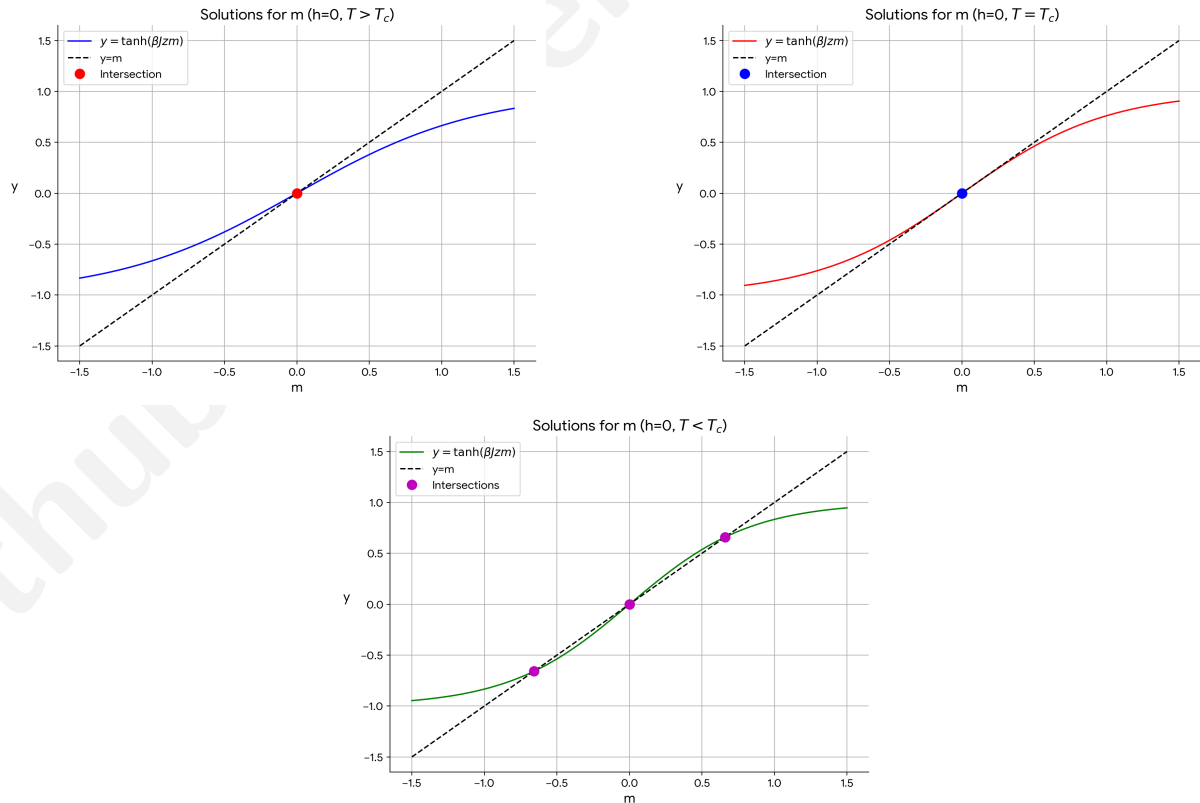 Solutions for m (h=0, T > T_c)
y = tanh(βJzm)
y=m
Intersection
1.5
1.0
0.5
0.0
−0.5
−1.0
−1.5
y
−1.5 −1.0 −0.5 0.0 0.5 1.0 1.5
m
Solutions for m (h=0, T = T_c)
y = tanh(βJzm)
y=m
Intersection
1.5
1.0
0.5
0.0
−0.5
−1.0
−1.5
y
−1.5 −1.0 −0.5 0.0 0.5 1.0 1.5
m
Solutions for m (h=0, T < T_c)
y = tanh(βJzm)
y=m
Intersections
1.5
1.0
0.5
0.0
−0.5
−1.0
−1.5
y
−1.5 −1.0 −0.5 0.0 0.5 1.0 1.5
m